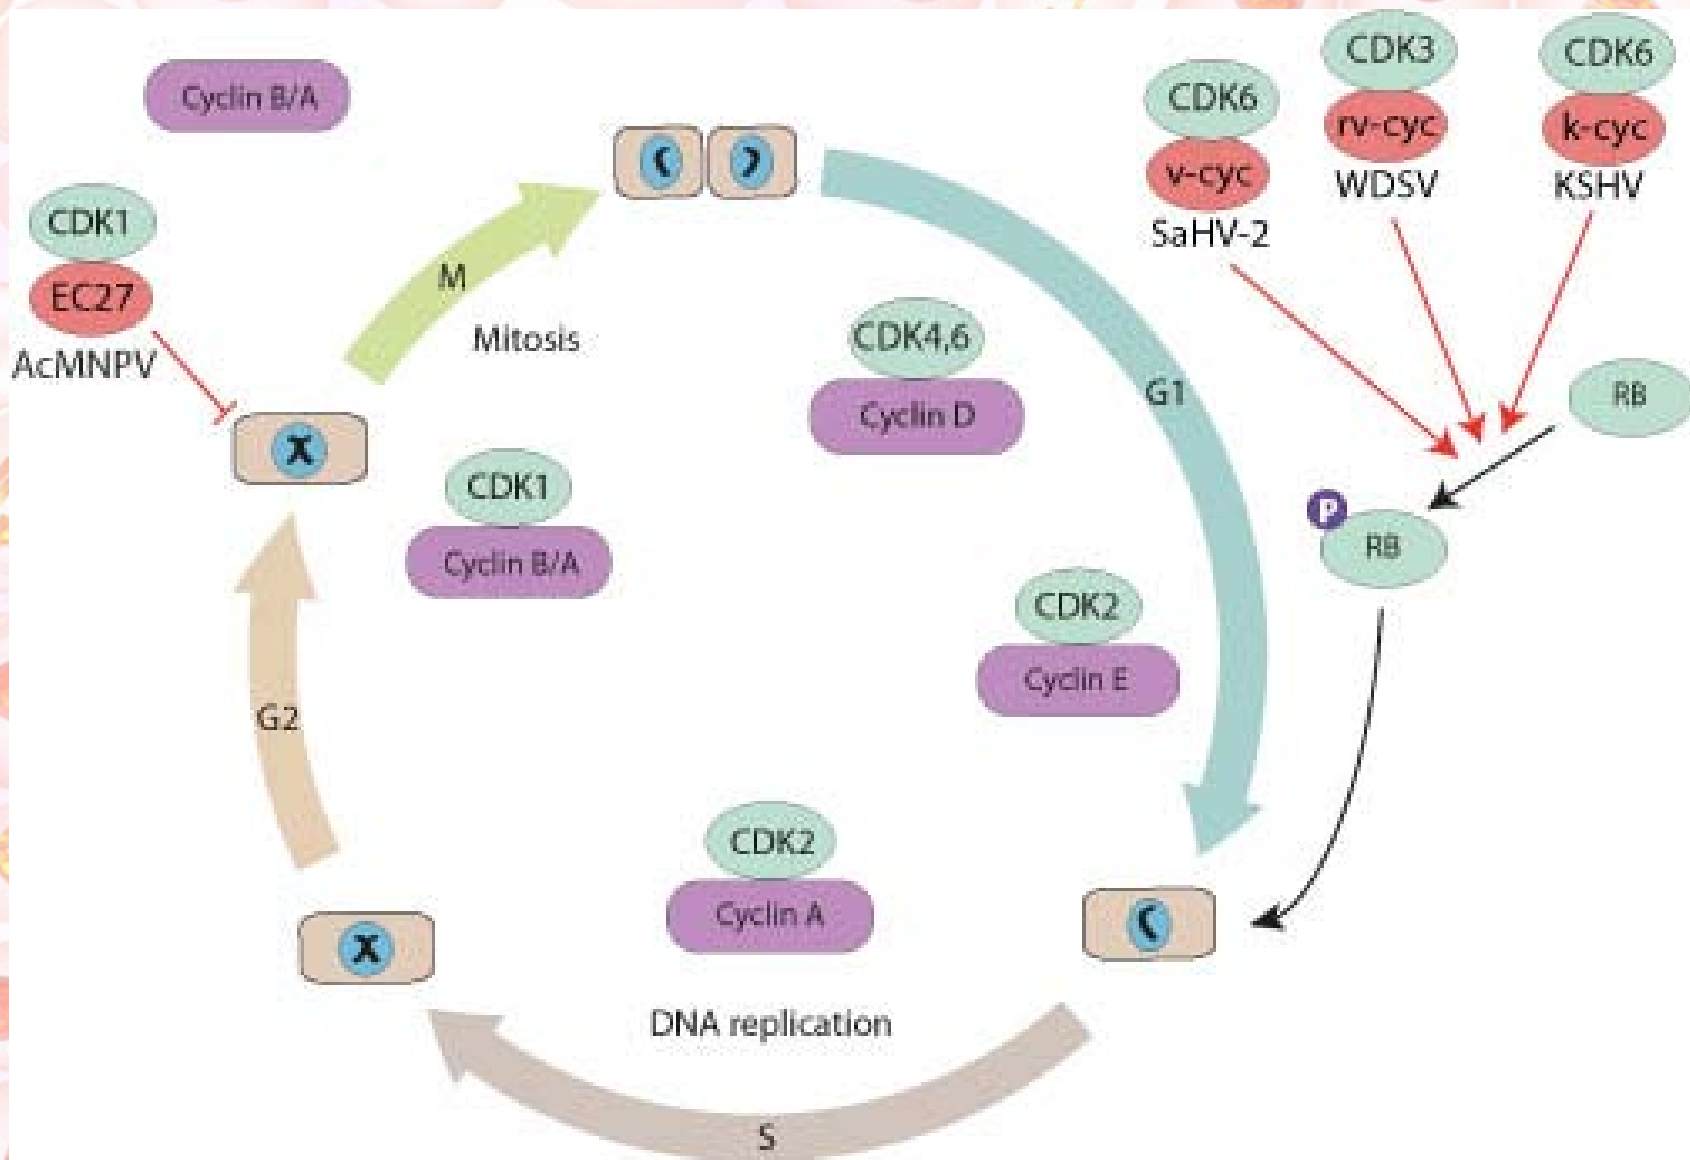 Cyclin B/A
CDK1
EC27
AcMNPV
M
Mitosis
CDK6
v-cyc
SaHV-2
CDK3
rv-cyc
WDSV
CDK6
k-cyc
KSHV
CDK4,6
Cyclin D
G1
RB
P
RB
CDK1
Cyclin B/A
CDK2
Cyclin E
G2
CDK2
Cyclin A
DNA replication
S